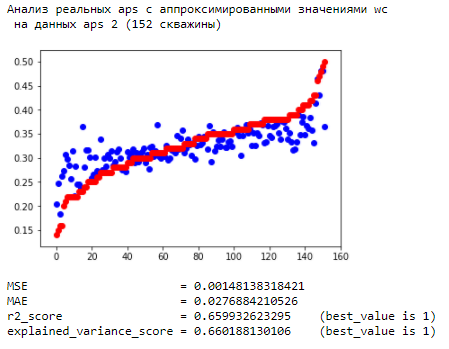 Анализ реальных aps с аппроксимированными значениями wc
на данных aps 2 (152 скважины)
0.50
0.45
0.40
0.35
0.30
0.25
0.20
0.15
0 20 40 60 80 100 120 140 160
MSE = 0.00148138318421
MAE = 0.0276884210526
r2_score = 0.659932623295 (best_value is 1)
explained_variance_score = 0.660188130106 (best_value is 1)